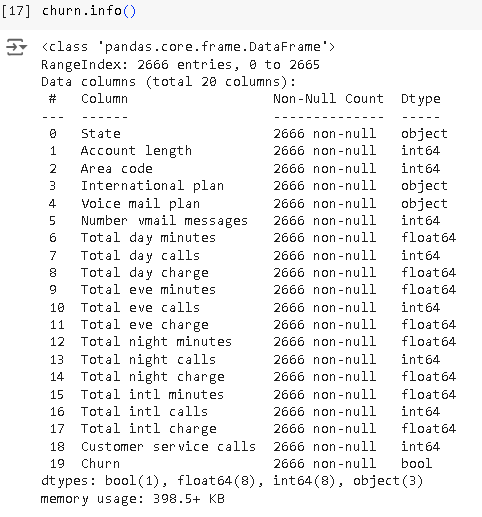 [17] churn.info()
<class 'pandas.core.frame.DataFrame'>
RangeIndex: 2666 entries, 0 to 2665
Data columns (total 20 columns):
 #   Column                  Non-Null Count  Dtype
---  ------                  --------------  -----
 0   State                   2666 non-null   object
 1   Account length          2666 non-null   int64
 2   Area code               2666 non-null   int64
 3   International plan      2666 non-null   object
 4   Voice mail plan         2666 non-null   object
 5   Number vmail messages   2666 non-null   int64
 6   Total day minutes       2666 non-null   float64
 7   Total day calls         2666 non-null   int64
 8   Total day charge        2666 non-null   float64
 9   Total eve minutes       2666 non-null   float64
 10  Total eve calls         2666 non-null   int64
 11  Total eve charge        2666 non-null   float64
 12  Total night minutes     2666 non-null   float64
 13  Total night calls       2666 non-null   int64
 14  Total night charge      2666 non-null   float64
 15  Total intl minutes      2666 non-null   float64
 16  Total intl calls        2666 non-null   int64
 17  Total intl charge       2666 non-null   float64
 18  Customer service calls  2666 non-null   int64
 19  Churn                   2666 non-null   bool
dtypes: bool(1), float64(8), int64(8), object(3)
memory usage: 398.5+ KB